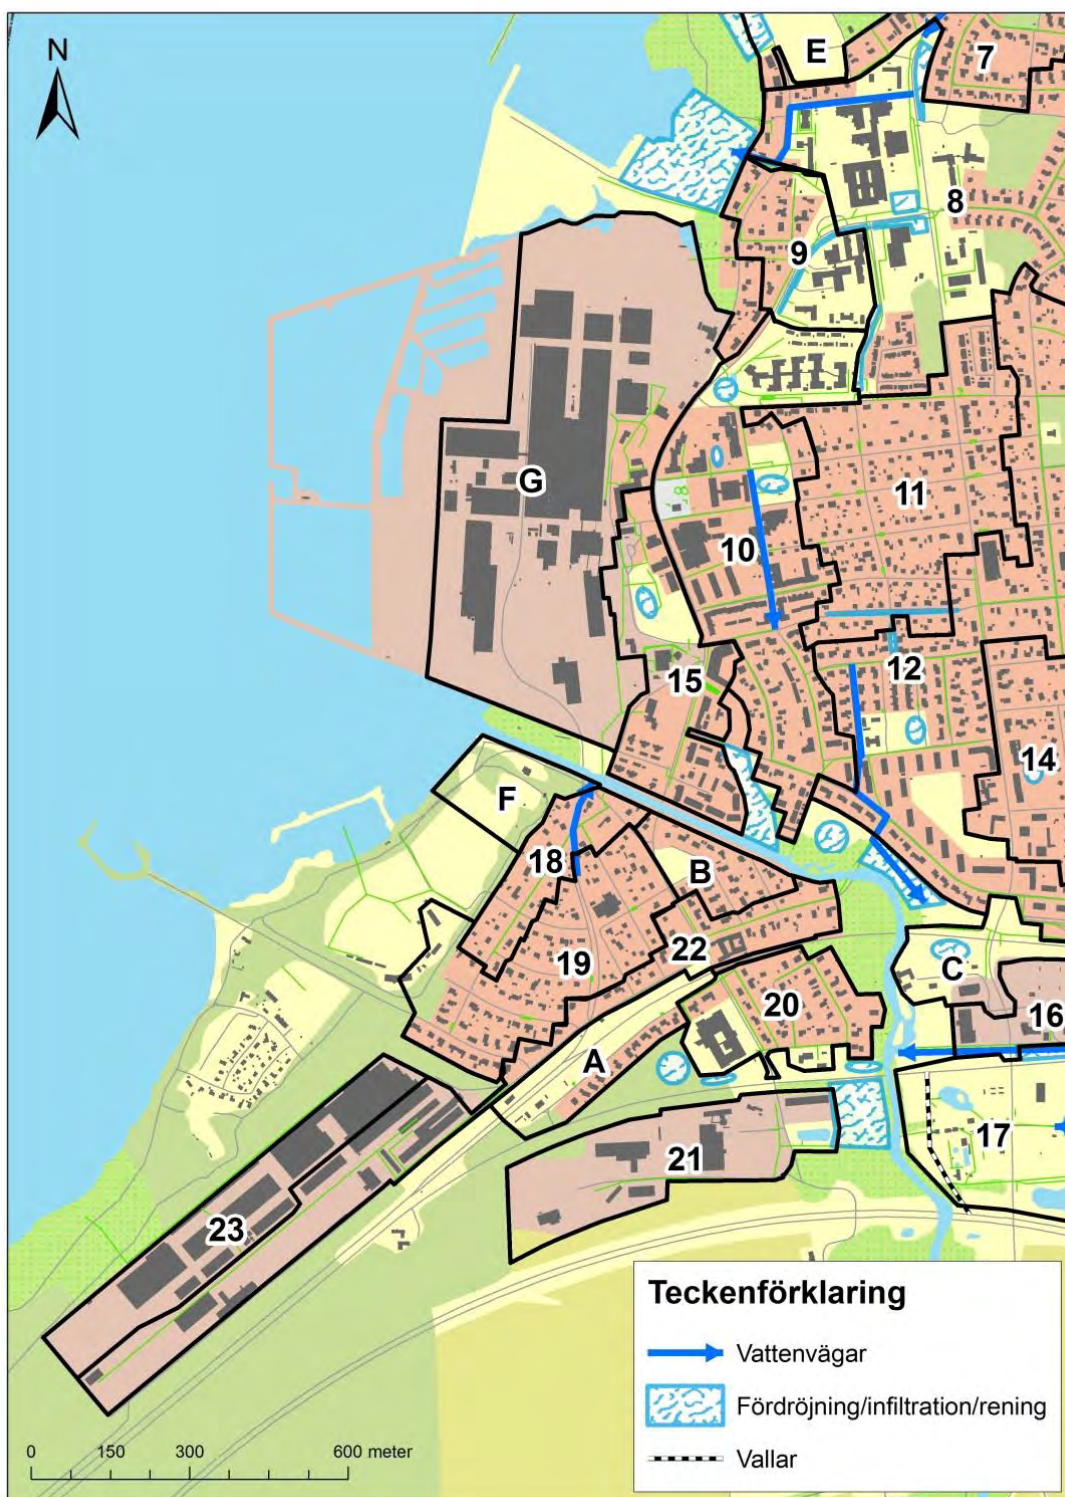 N
E
7
8
9
G
11
10
12
15
14
F
18
B
19
22
C
20
16
A
17
21
23
Teckenförklaring
Vattenvägar
Fördröjning/infiltration/rening
Vallar
0 150 300 600 meter